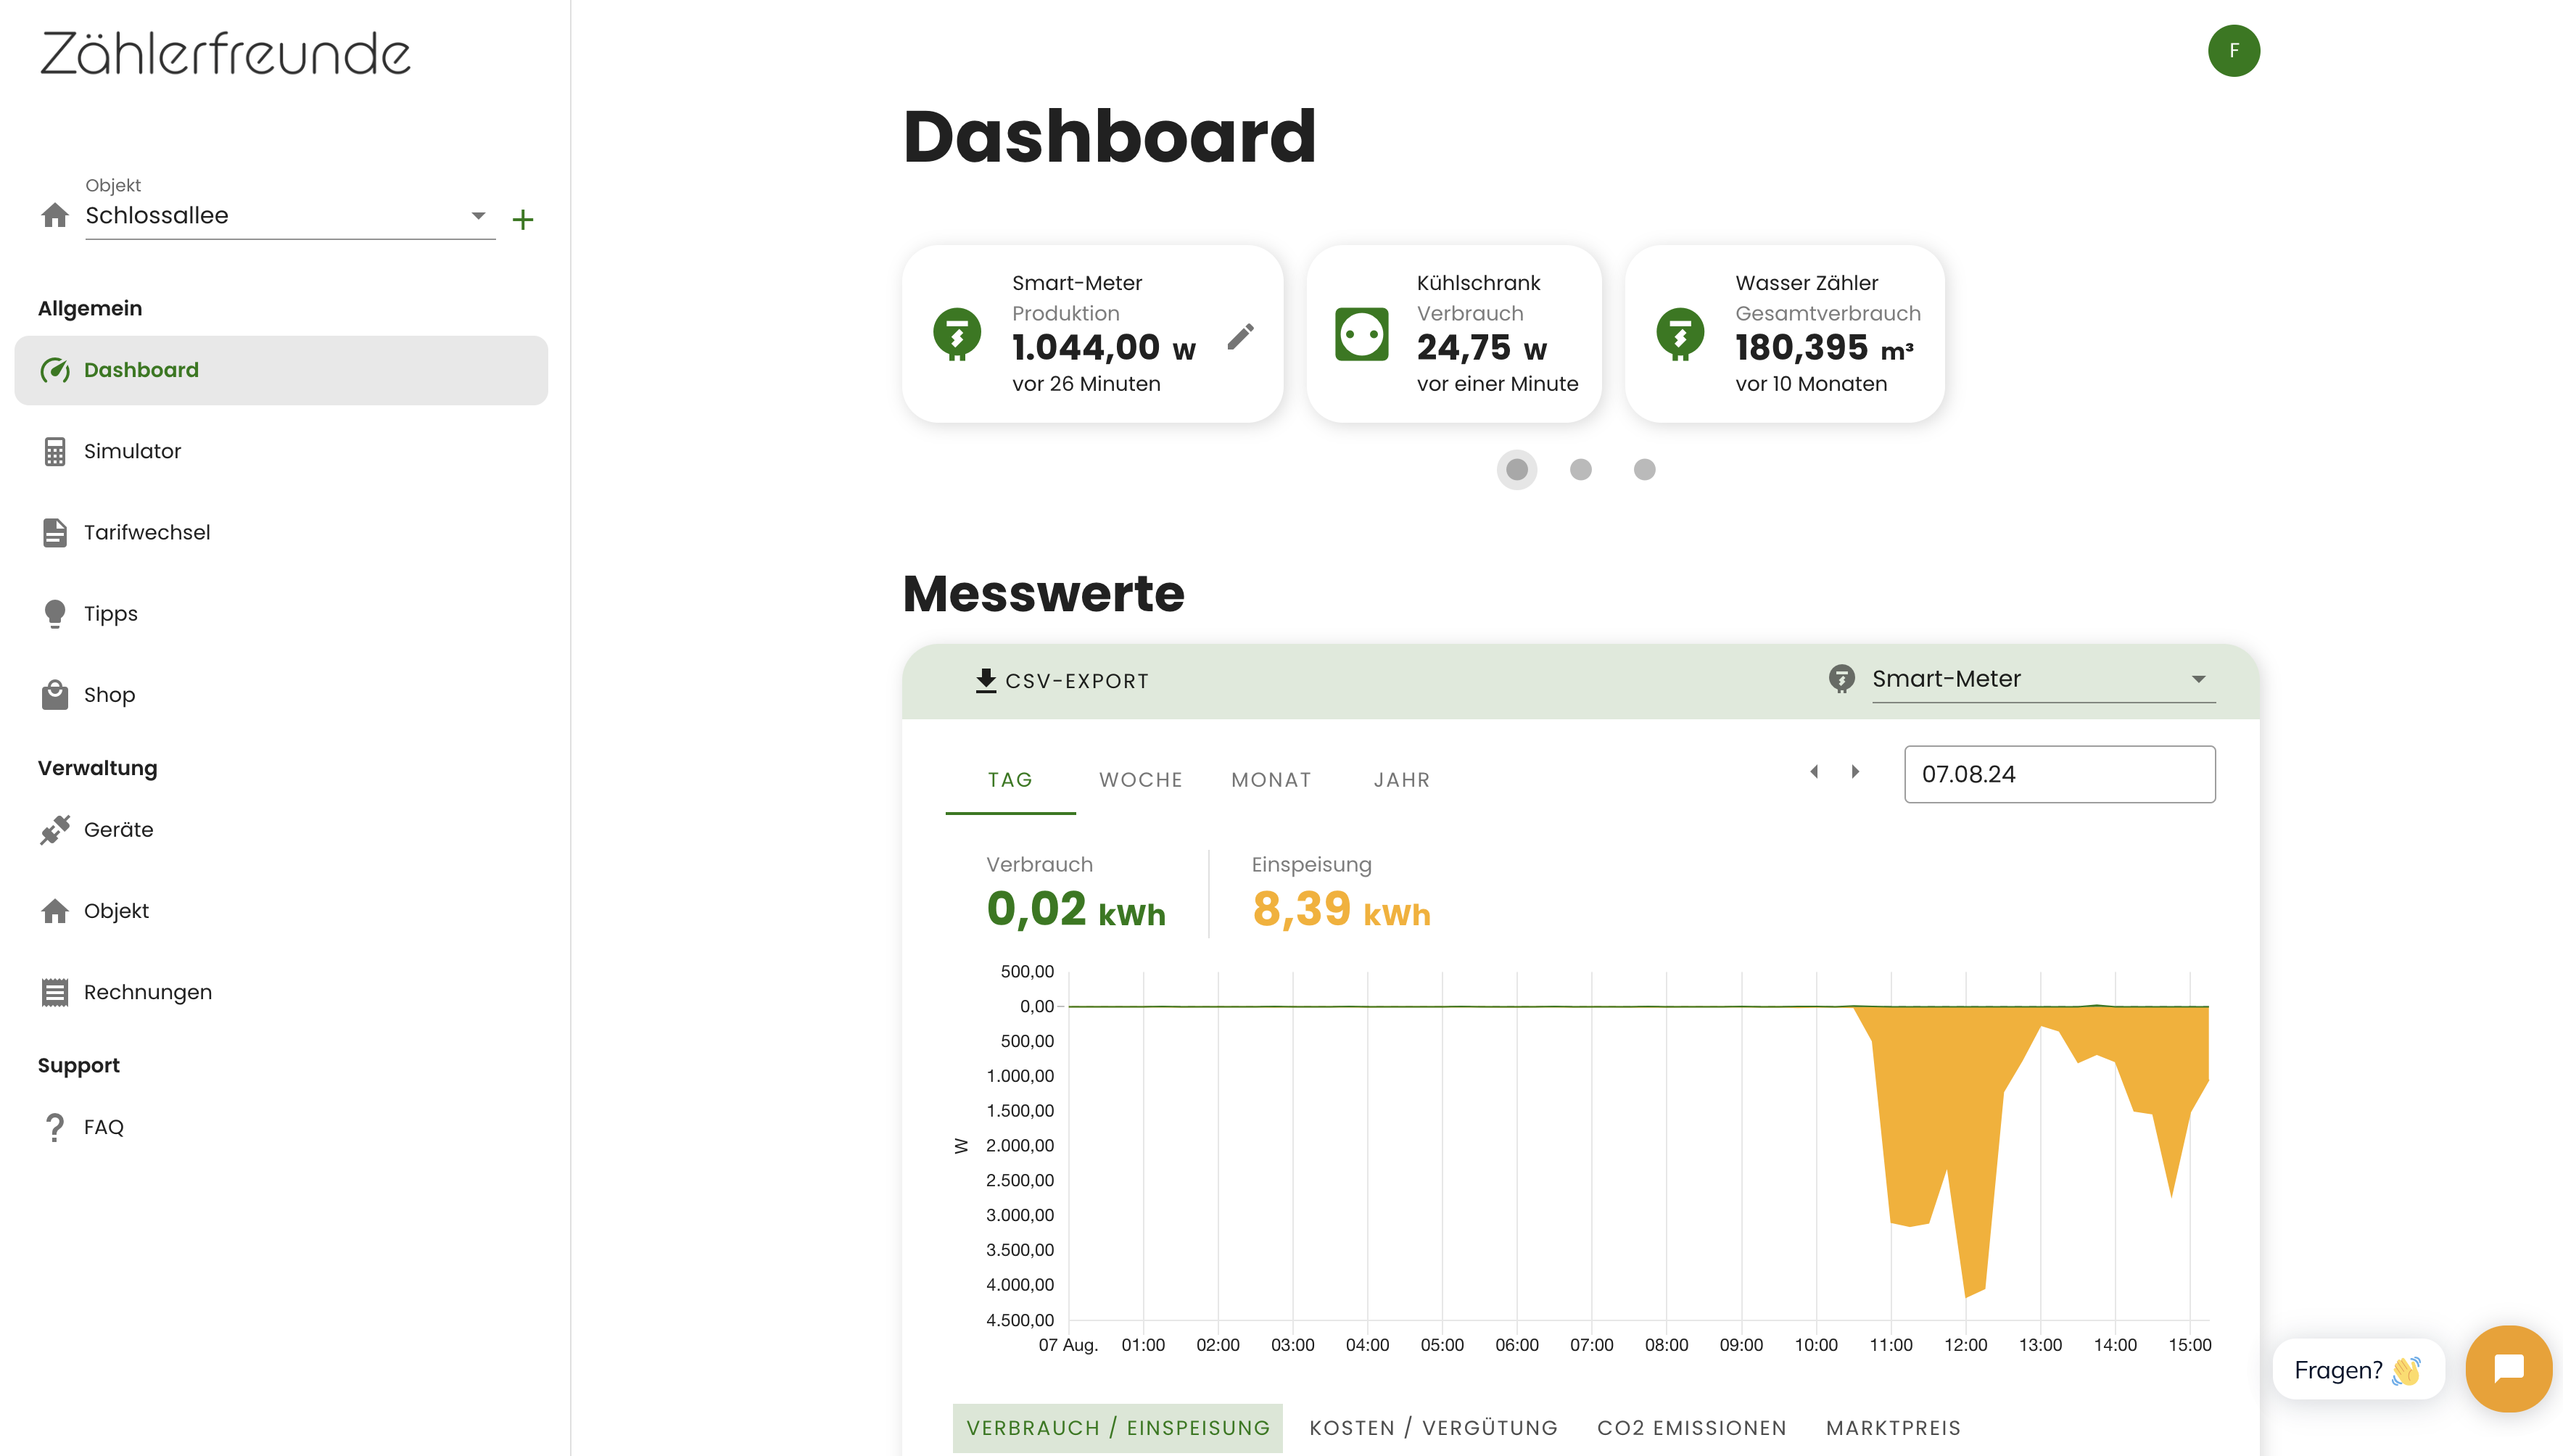 Zählerfreunde
F
Objekt
Schlossallee
+
Allgemein
Dashboard
Simulator
Tarifwechsel
Tipps
Shop
Verwaltung
Geräte
Objekt
Rechnungen
Support
FAQ
Dashboard
Smart-Meter
Produktion
1.044,00 W
vor 26 Minuten
Kühlschrank
Verbrauch
24,75 W
vor einer Minute
Wasser Zähler
Gesamtverbrauch
180,395 m³
vor 10 Monaten
Messwerte
CSV-EXPORT
Smart-Meter
TAG WOCHE MONAT JAHR
07.08.24
Verbrauch
0,02 kWh
Einspeisung
8,39 kWh
500,00
0,00
500,00
1.000,00
1.500,00
2.000,00
2.500,00
3.000,00
3.500,00
4.000,00
4.500,00
W
07 Aug. 01:00 02:00 03:00 04:00 05:00 06:00 07:00 08:00 09:00 10:00 11:00 12:00 13:00 14:00 15:00
VERBRAUCH / EINSPEISUNG KOSTEN / VERGÜTUNG CO2 EMISSIONEN MARKTPREIS
Fragen? 👋